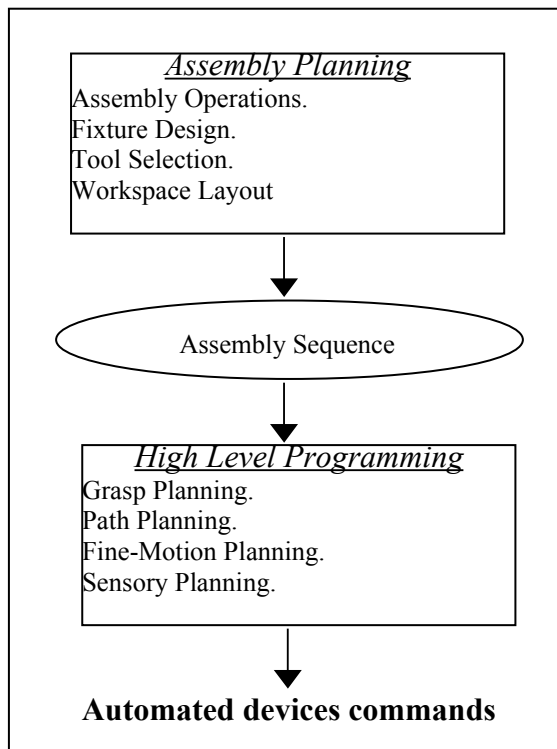 Assembly Planning
Assembly Operations.
Fixture Design.
Tool Selection.
Workspace Layout
Assembly Sequence
High Level Programming
Grasp Planning.
Path Planning.
Fine-Motion Planning.
Sensory Planning.
Automated devices commands